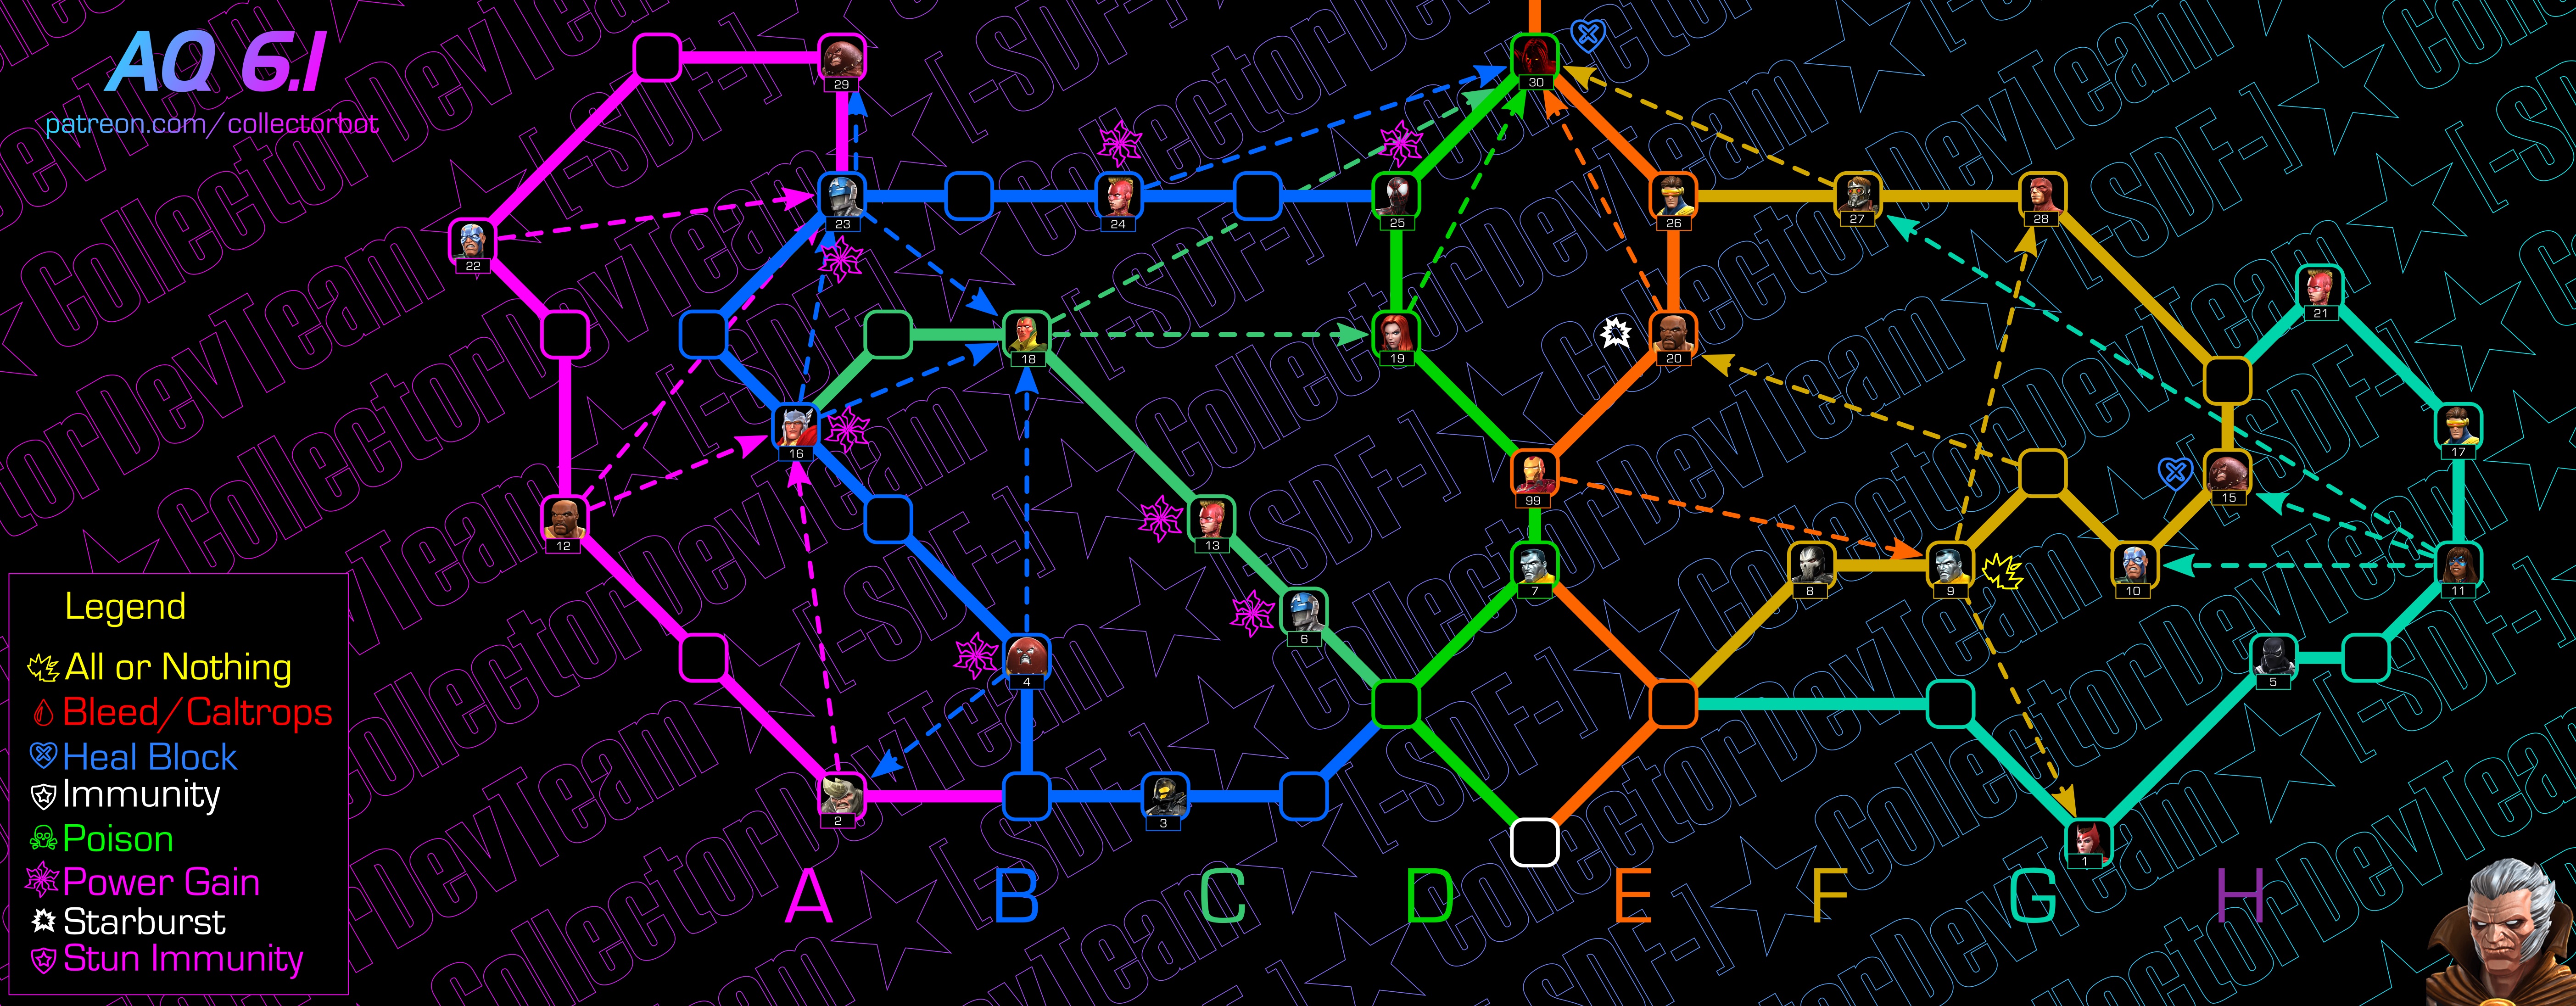 AQ 6.1
patreon.com/collectorbot
29
30
23
24
25
26
27
28
22
21
18
19
20
16
17
12
13
99
15
6
7
8
9
10
11
4
5
2
3
1
Legend
All or Nothing
Bleed/Caltrops
Heal Block
Immunity
Poison
Power Gain
Starburst
Stun Immunity
A B C D E F G H
CollectorDevTeam [-SDF-]